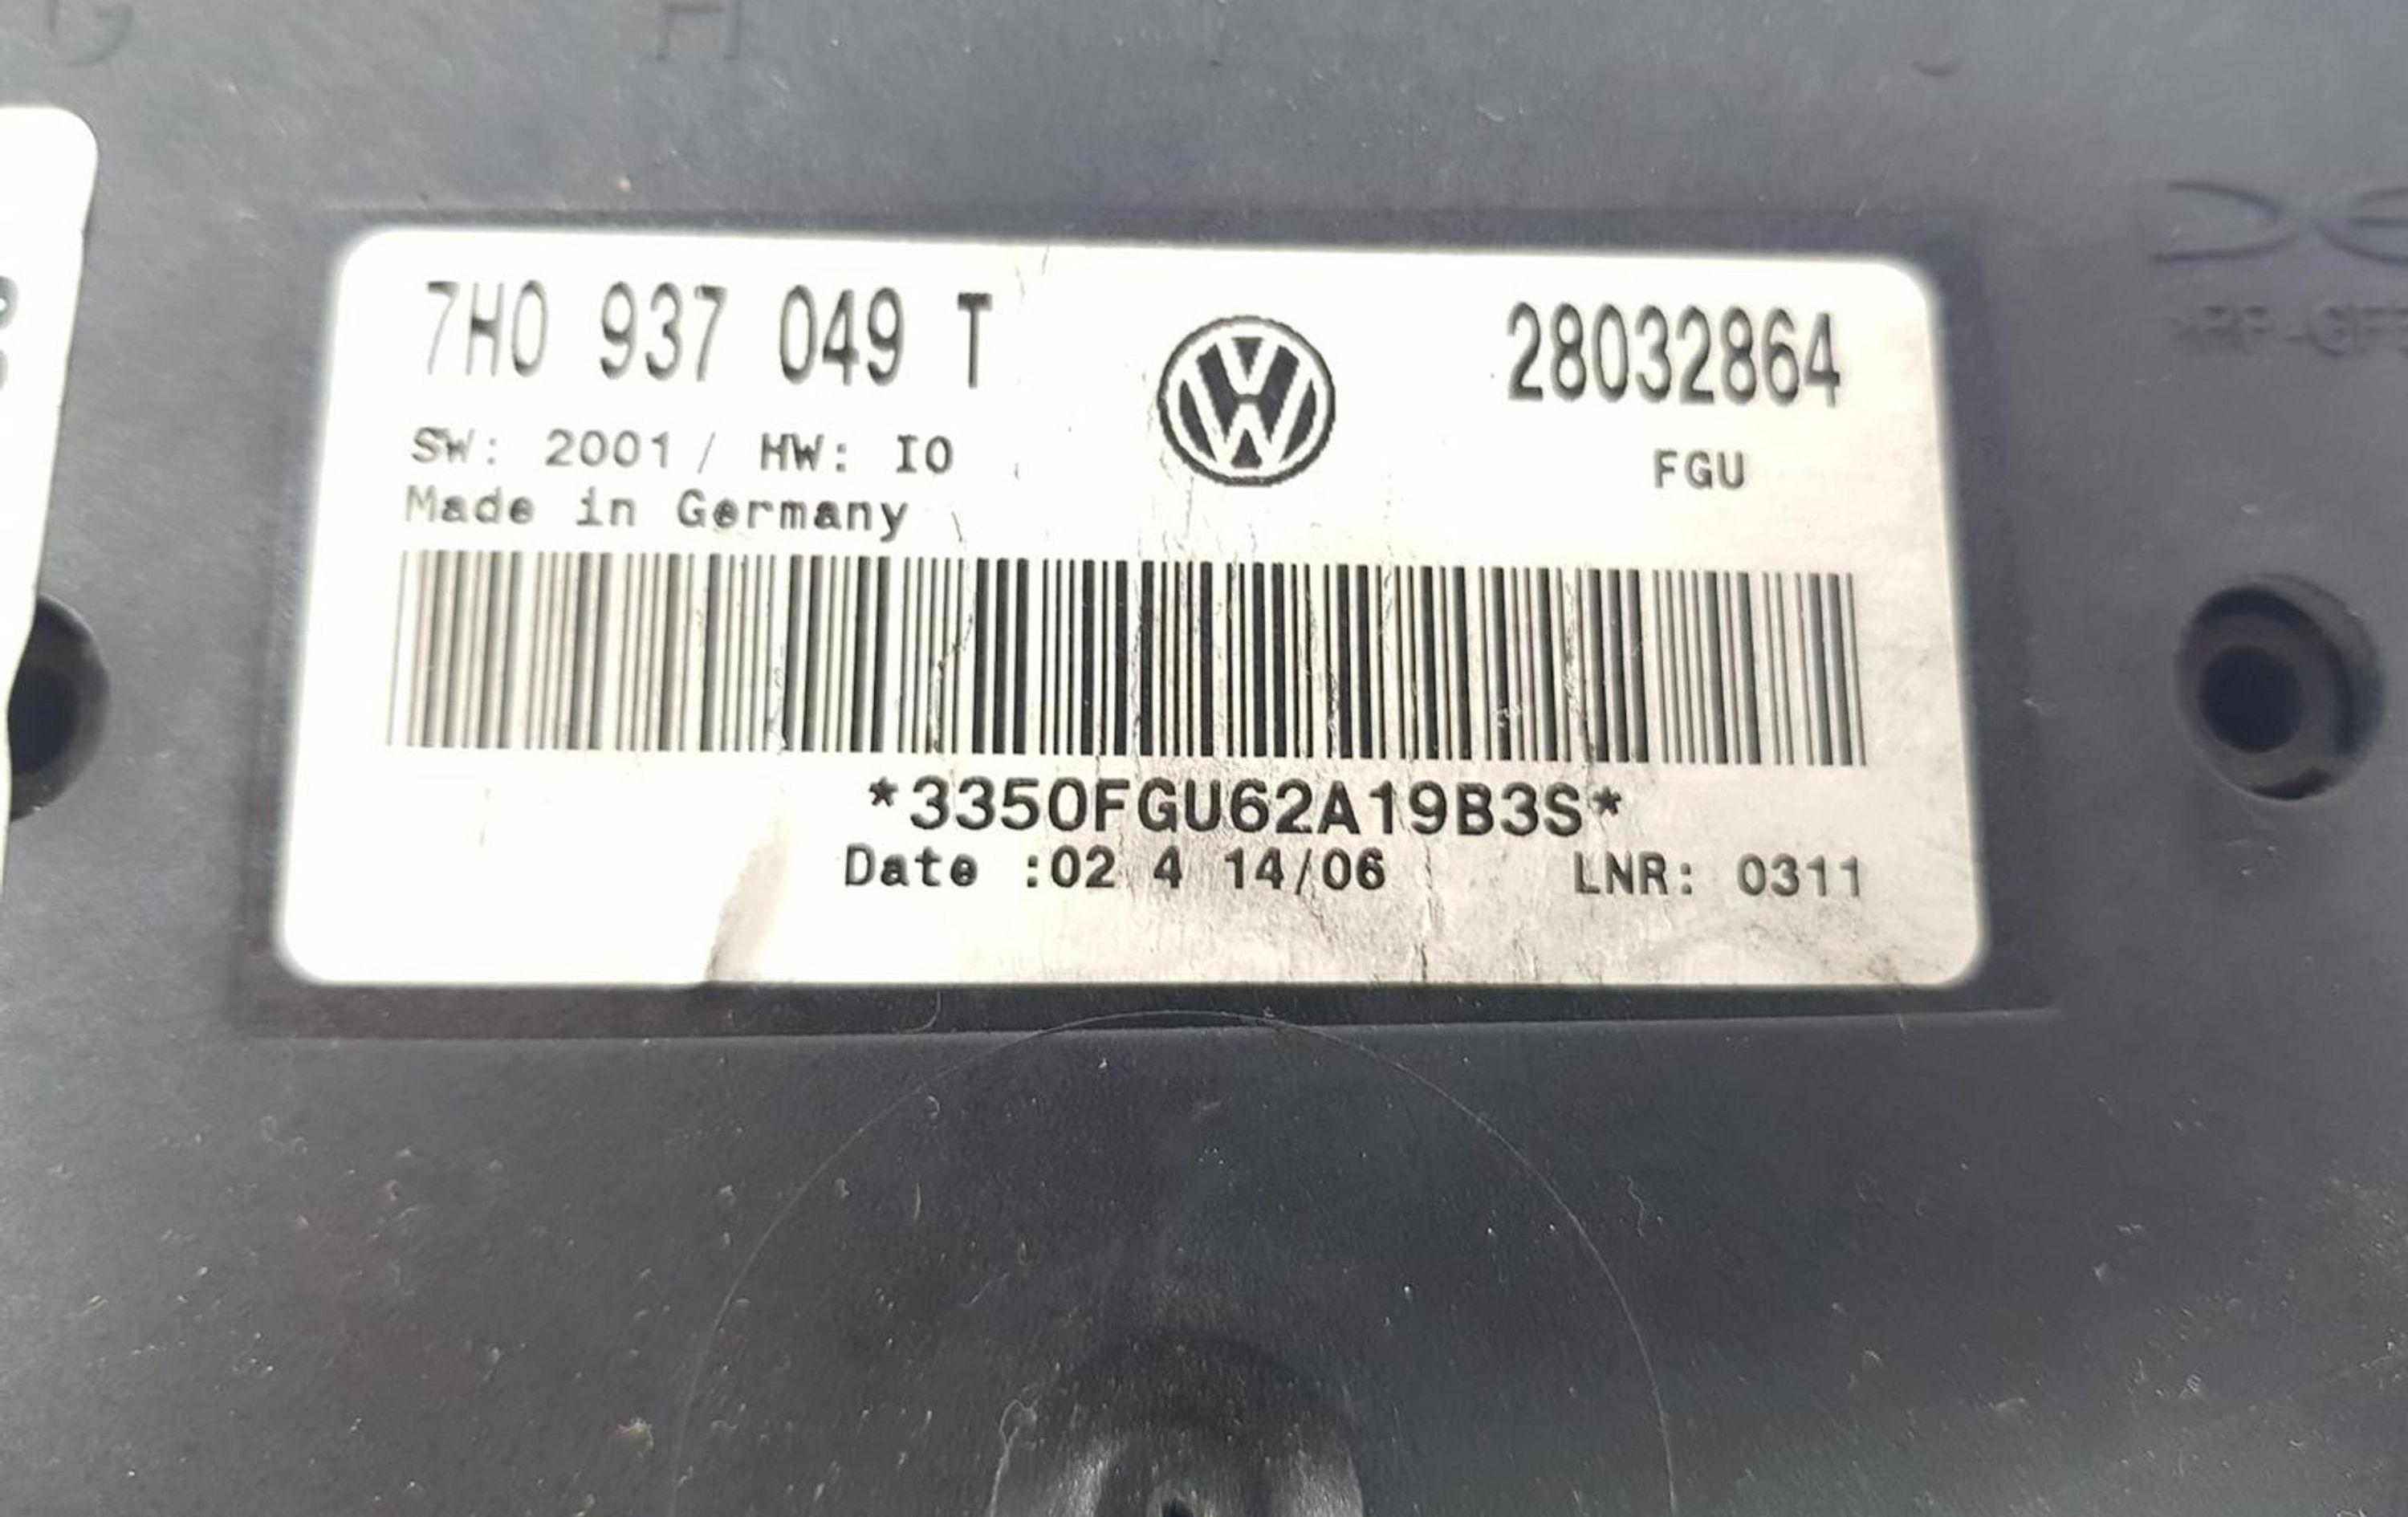 H
7H0 937 049 T
28032864
SW: 2001/ HW: IO
FGU
Made in Germany
*3350FGU62A19B3S*
Date :02 4 14/06
LNR: 0311